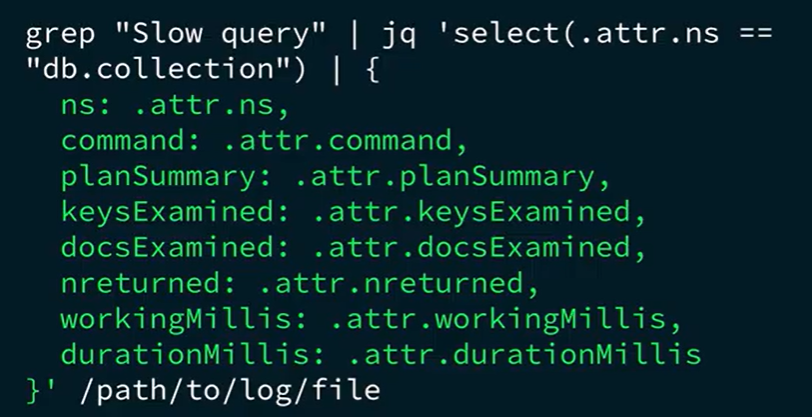 grep "Slow query" | jq 'select(.attr.ns ==
"db.collection") | {
ns: .attr.ns,
command: .attr.command,
planSummary: .attr.planSummary,
keysExamined: .attr.keysExamined,
docsExamined: .attr.docsExamined,
nreturned: .attr.nreturned,
workingMillis: .attr.workingMillis,
durationMillis: .attr.durationMillis
}' /path/to/log/file